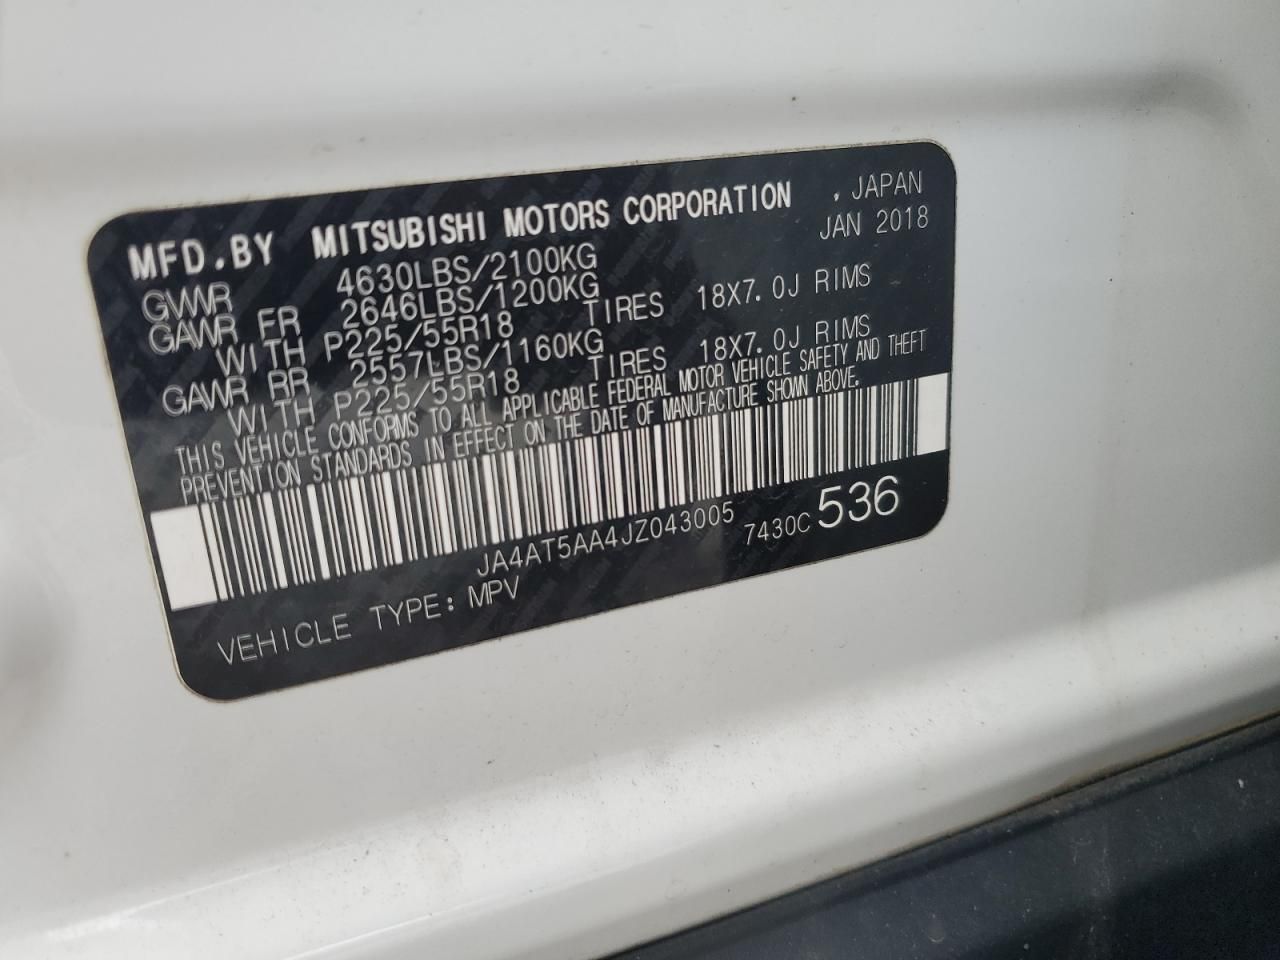 MFD.BY MITSUBISHI MOTORS CORPORATION , JAPAN
GVWR 4630LBS/2100KG JAN 2018
GAWR FR 2646LBS/1200KG
WITH P225/55R18 TIRES 18X7.0J RIMS
GAWR RR 2557LBS/1160KG
WITH P225/55R18 TIRES 18X7.0J RIMS
THIS VEHICLE CONFORMS TO ALL APPLICABLE FEDERAL MOTOR VEHICLE SAFETY AND THEFT
PREVENTION STANDARDS IN EFFECT ON THE DATE OF MANUFACTURE SHOWN ABOVE.
JA4AT5AA4JZ043005 7430C 536
VEHICLE TYPE: MPV